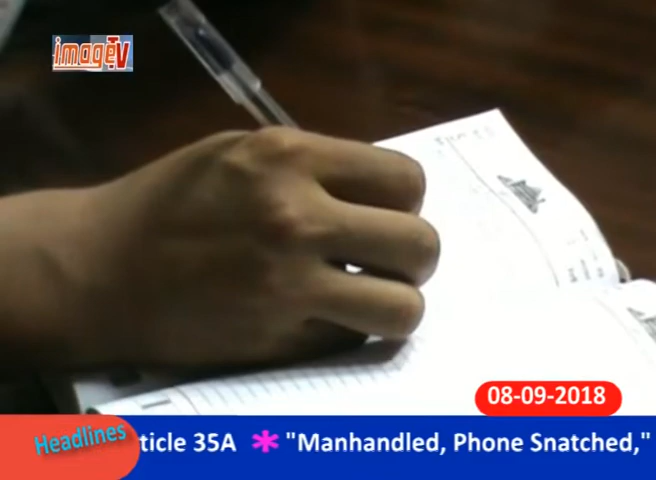 imageTV
08-09-2018
Headlines
ticle 35A * "Manhandled, Phone Snatched,"